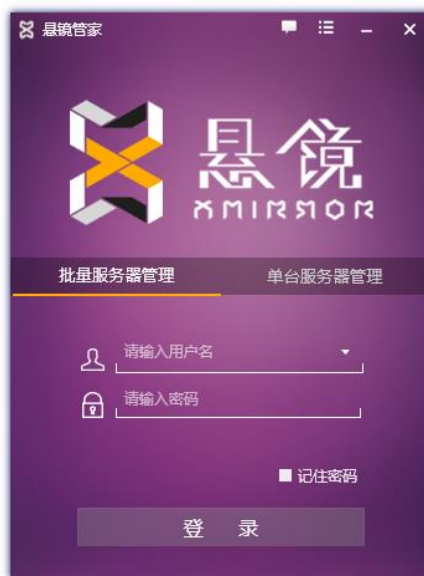 悬镜管家
悬镜
XMIRROR
批量服务器管理 单台服务器管理
请输入用户名
请输入密码
记住密码
登 录